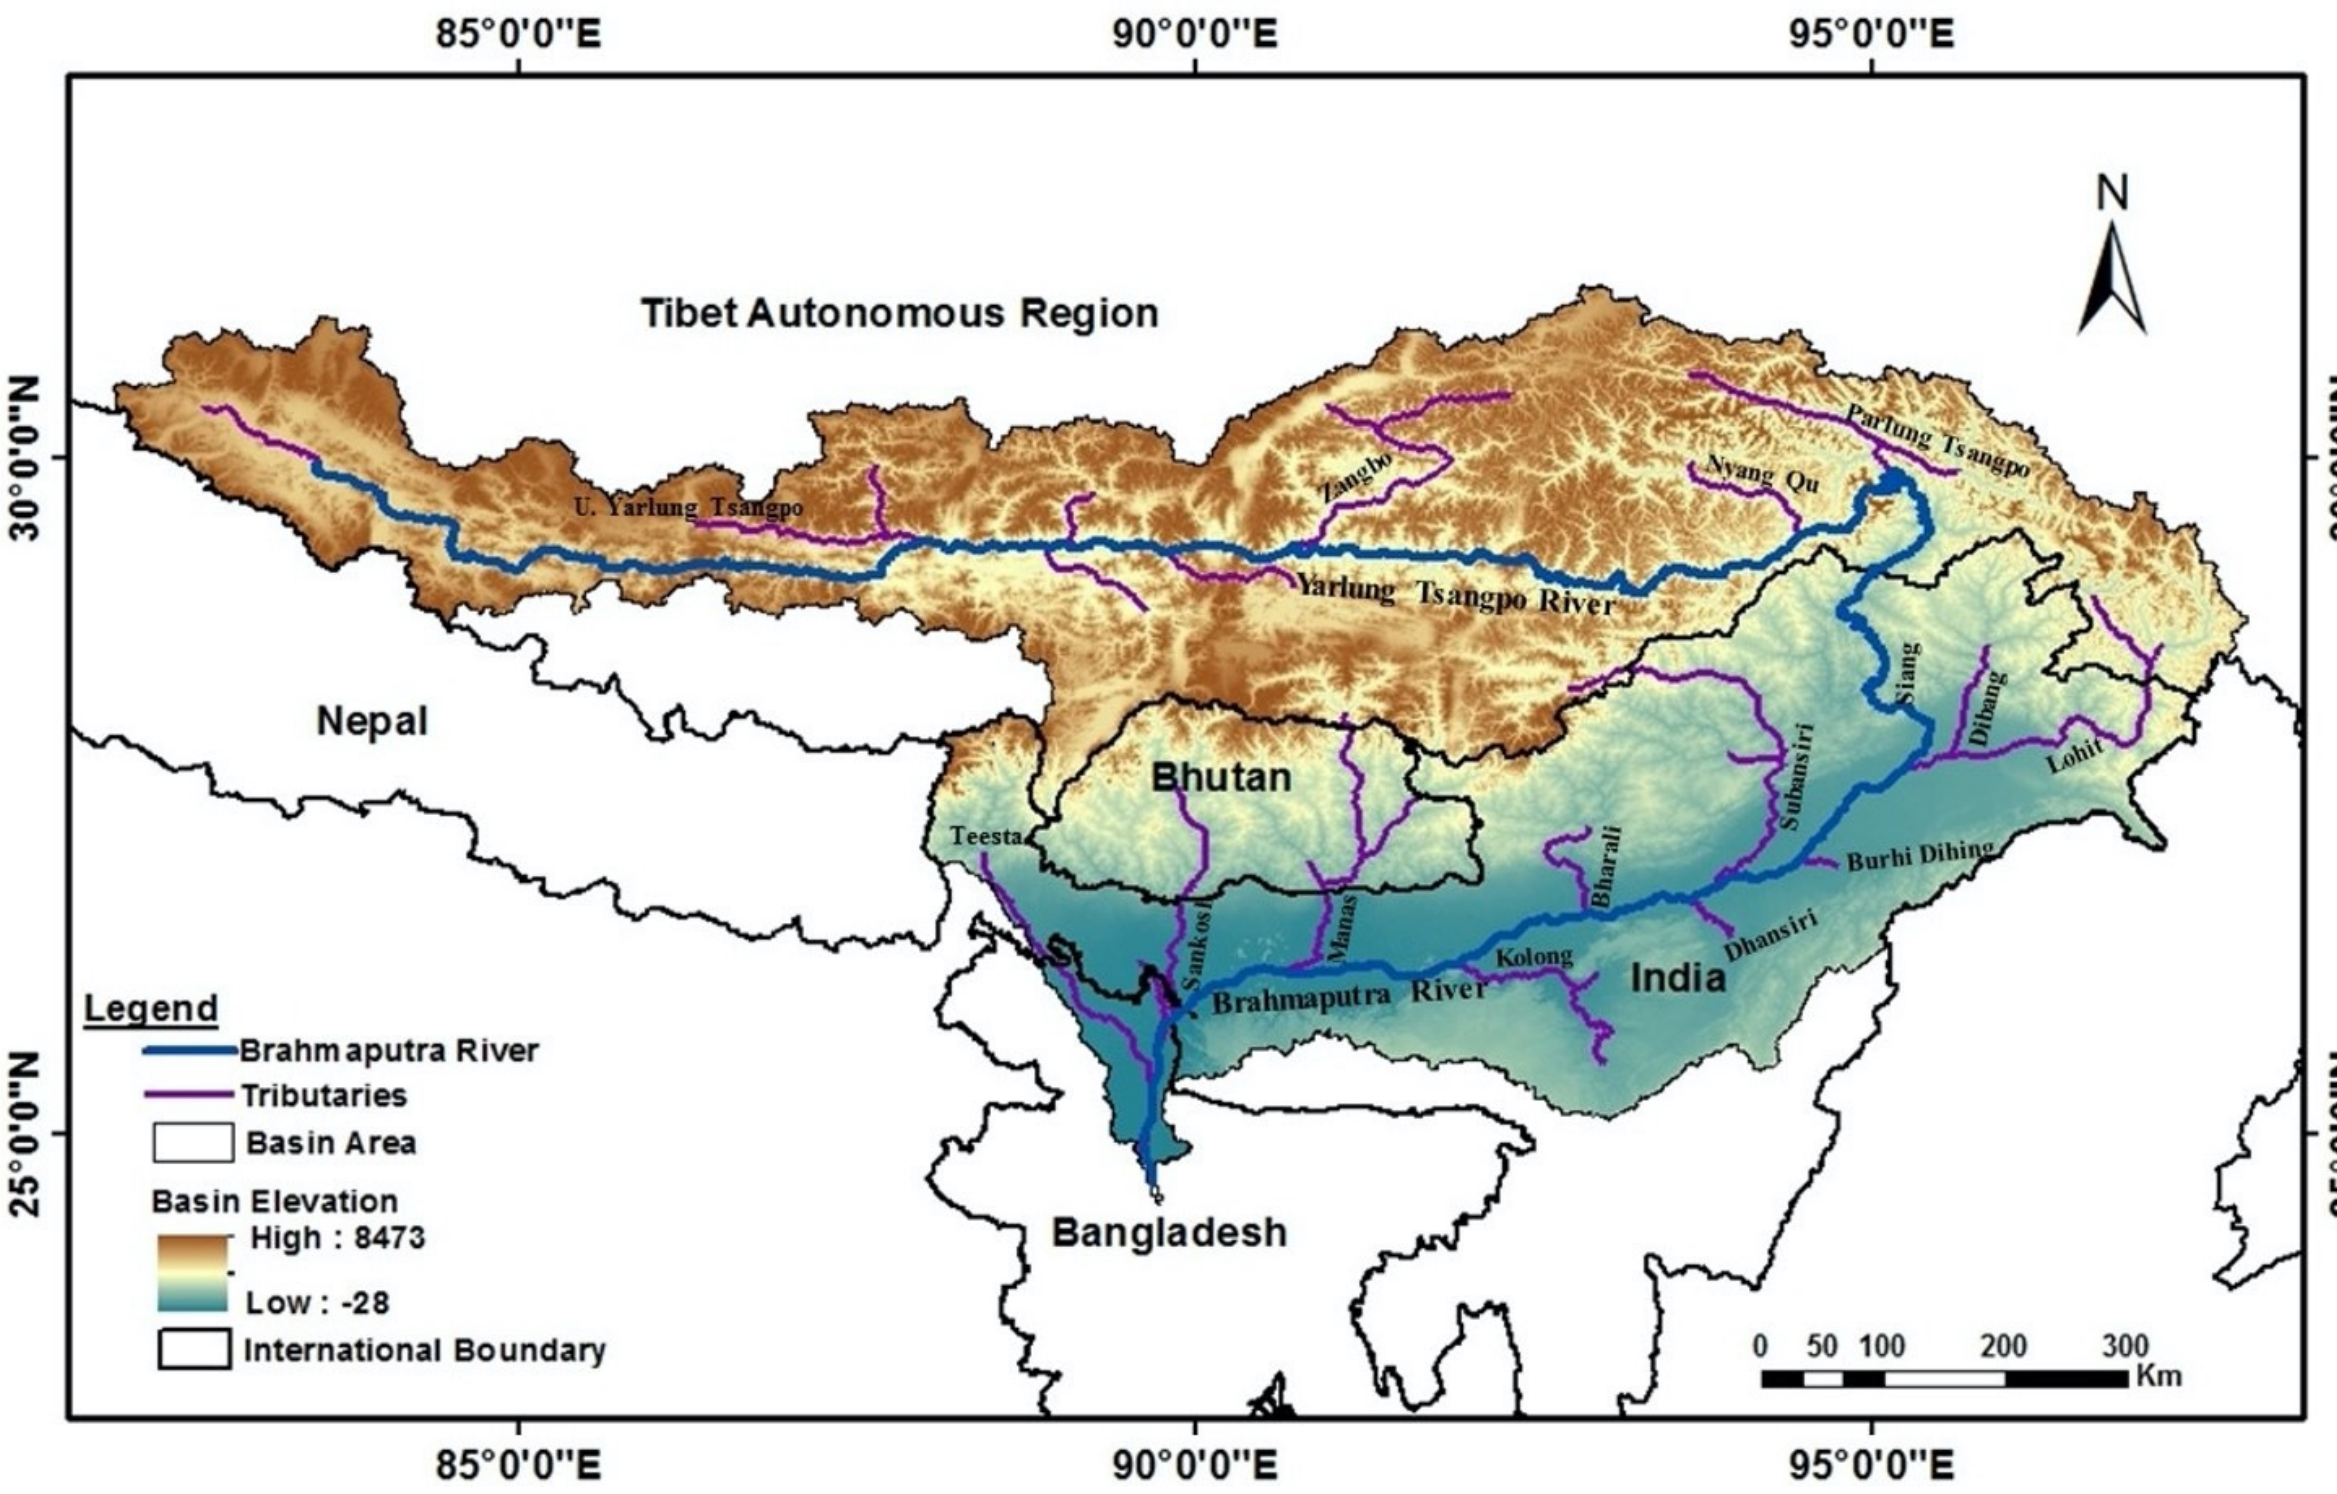 85°0'0"E 90°0'0"E 95°0'0"E
N
Tibet Autonomous Region
30°0'0"N
Parlung Tsangpo
Zangbo
Nyang Qu
U. Yarlung Tsangpo
Yarlung Tsangpo River
Siang
Dibang
Nepal
Bhutan
Subansiri
Lohit
Teesta
Bharali
Burhi Dihing
Sankosh
Manas
Dhansiri
Kolong
India
Brahmaputra River
Legend
Brahmaputra River
Tributaries
Basin Area
Basin Elevation
High : 8473
Low : -28
International Boundary
25°0'0"N
Bangladesh
0 50 100 200 300
Km
85°0'0"E 90°0'0"E 95°0'0"E